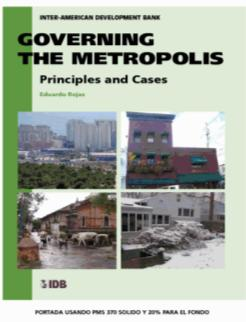 INTER-AMERICAN DEVELOPMENT BANK
GOVERNING
THE METROPOLIS
Principles and Cases
Eduardo Rojas
IDB
PORTADA USANDO PMS 370 SOLIDO Y 20% PARA EL FONDO